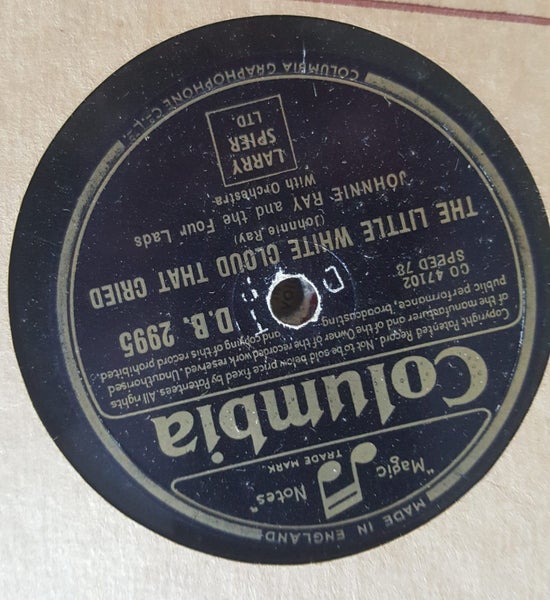 MADE IN ENGLAND
"Magic Notes"
TRADE MARK.
Columbia
Copyright Patented Record. Not to be sold below price fixed by Patentees. All rights
of the manufacturer and of the Owner of the recorded work reserved. Unauthorised
public performance, broadcasting and copying of this record prohibited.
SPEED 78
CO 47102
D.B. 2995
THE LITTLE WHITE CLOUD THAT CRIED
(Johnnie Ray)
JOHNNIE RAY and the Four Lads
With Orchestra
LARRY
SPIER
LTD.
COLUMBIA GRAPHOPHONE